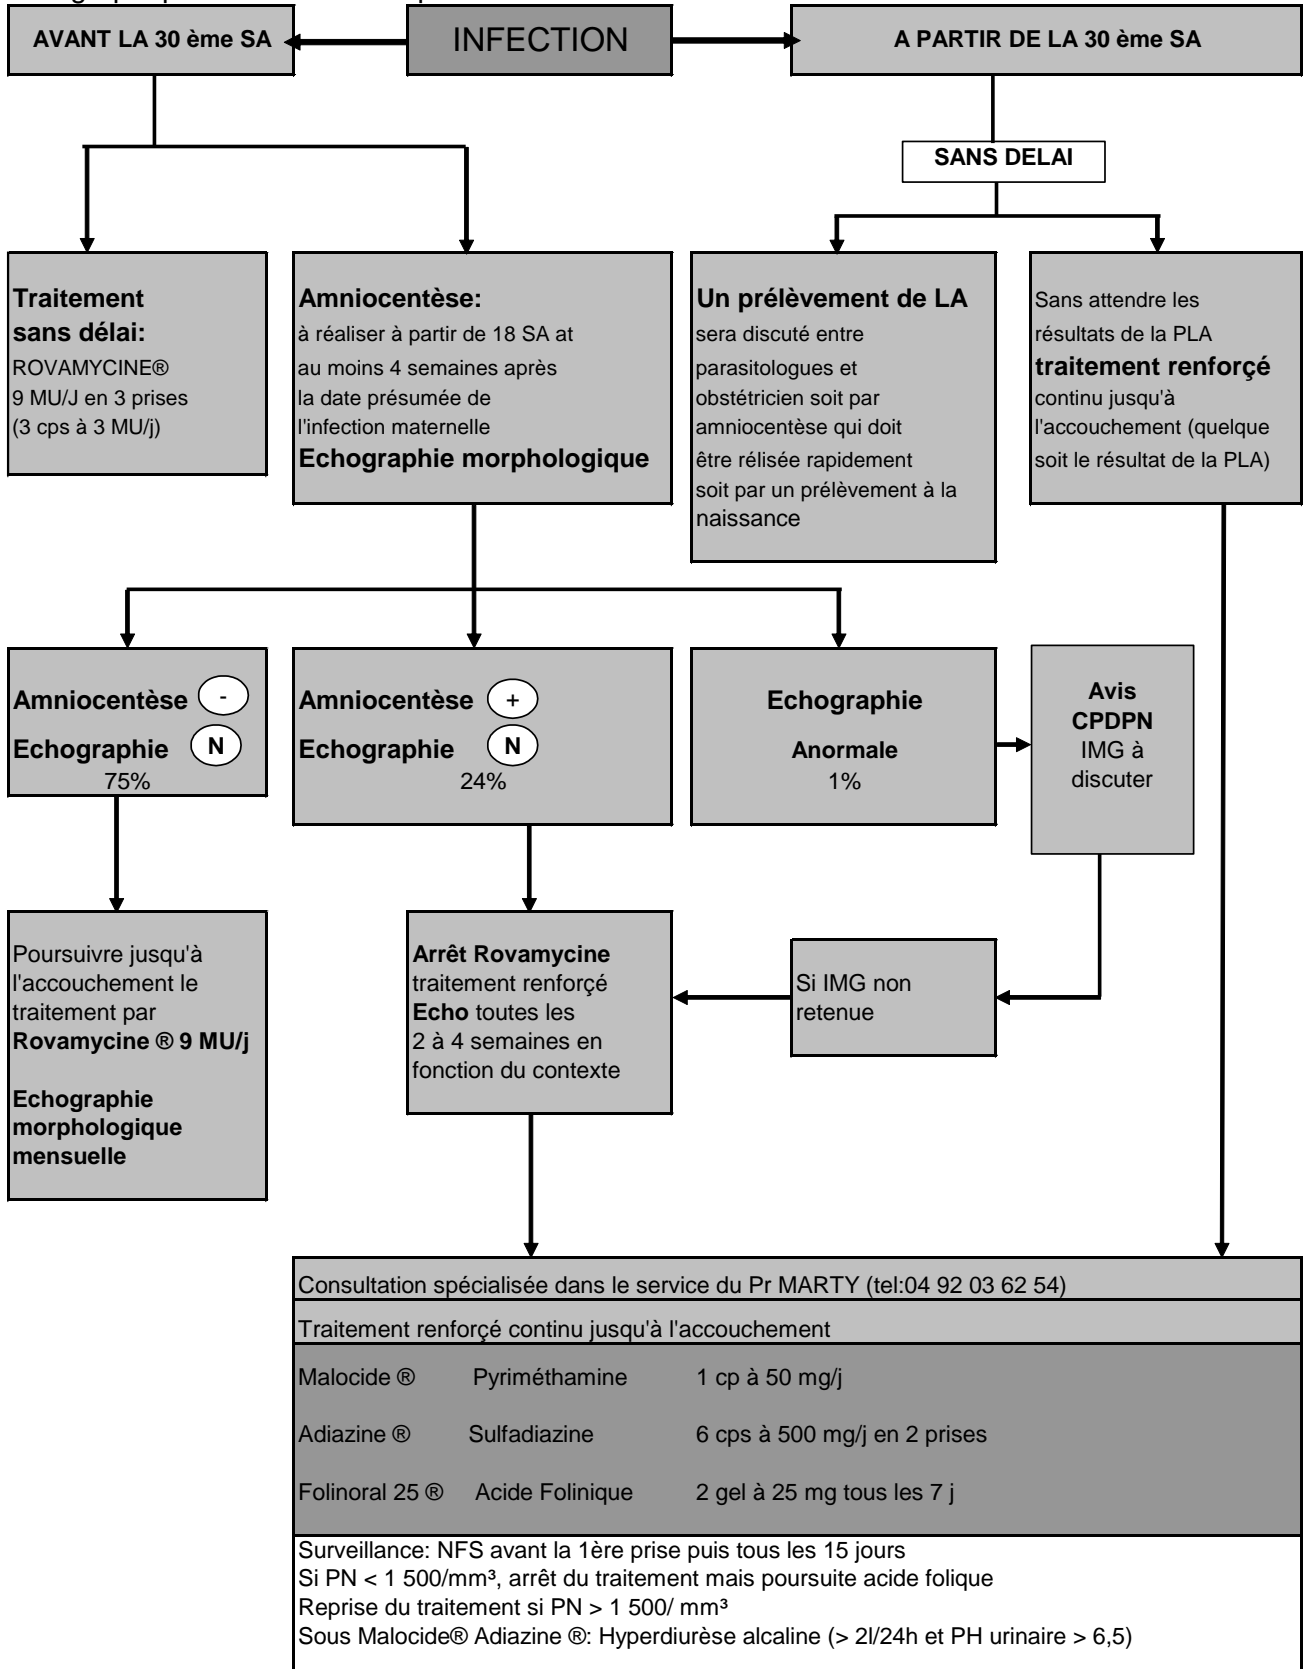 AVANT LA 30 ème SA
INFECTION
A PARTIR DE LA 30 ème SA
SANS DELAI
Traitement
sans délai:
ROVAMYCINE®
9 MU/J en 3 prises
(3 cps à 3 MU/j)
Amniocentèse:
à réaliser à partir de 18 SA at
au moins 4 semaines après
la date présumée de
l'infection maternelle
Echographie morphologique
Un prélèvement de LA
sera discuté entre
parasitologues et
obstétricien soit par
amniocentèse qui doit
être rélisée rapidement
soit par un prélèvement à la
naissance
Sans attendre les
résultats de la PLA
traitement renforcé
continu jusqu'à
l'accouchement (quelque
soit le résultat de la PLA)
Amniocentèse -
Echographie N
75%
Amniocentèse +
Echographie N
24%
Echographie
Anormale
1%
Avis
CPDPN
IMG à
discuter
Poursuivre jusqu'à
l'accouchement le
traitement par
Rovamycine ® 9 MU/j
Echographie
morphologique
mensuelle
Arrêt Rovamycine
traitement renforcé
Echo toutes les
2 à 4 semaines en
fonction du contexte
Si IMG non
retenue
Consultation spécialisée dans le service du Pr MARTY (tel:04 92 03 62 54)
Traitement renforçé continu jusqu'à l'accouchement
Malocide ® Pyriméthamine 1 cp à 50 mg/j
Adiazine ® Sulfadiazine 6 cps à 500 mg/j en 2 prises
Folinoral 25 ® Acide Folinique 2 gel à 25 mg tous les 7 j
Surveillance: NFS avant la 1ère prise puis tous les 15 jours
Si PN < 1 500/mm³, arrêt du traitement mais poursuite acide folique
Reprise du traitement si PN > 1 500/ mm³
Sous Malocide® Adiazine ®: Hyperdiurèse alcaline (> 2l/24h et PH urinaire > 6,5)